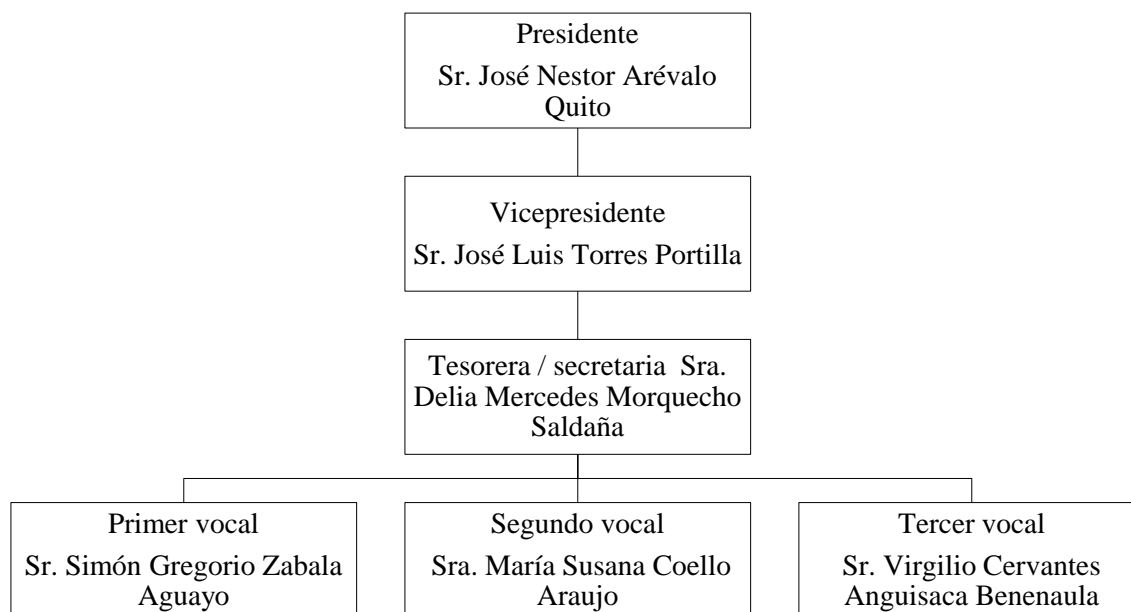 Presidente
Sr. José Nestor Arévalo
Quito
Vicepresidente
Sr. José Luis Torres Portilla
Tesorera / secretaria  Sra.
Delia Mercedes Morquecho
Saldaña
Primer vocal
Sr. Simón Gregorio Zabala
Aguayo
Segundo vocal
Sra. María Susana Coello
Araujo
Tercer vocal
Sr. Virgilio Cervantes
Anguisaca Benenaula